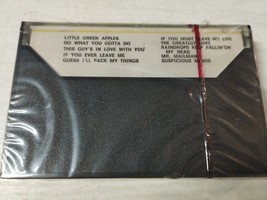 LITTLE GREEN APPLES
DO WHAT YOU GOTTA DO
THIS GUY'S IN LOVE WITH YOU
IF YOU EVER LEAVE ME
GUESS I'LL PACK MY THINGS
IF YOU MUST LEAVE MY LIFE
THE GREATEST LOVE
RAINDROPS KEEP FALLIN'ON
MY HEAD
MR. MAILMAN
SUSPICIOUS MINDS